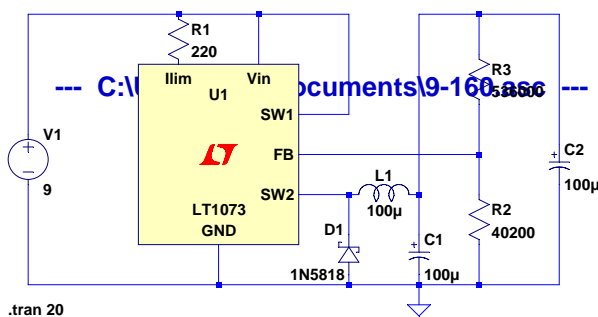 R1
220
Ilim
Vin
--- C:\U ocuments\9-160.asc ---
U1
SW1
FB
SW2
LT1073
GND
V1
9
R3
536000
C2
100µ
L1
100µ
R2
40200
D1
1N5818
C1
100µ
.tran 20